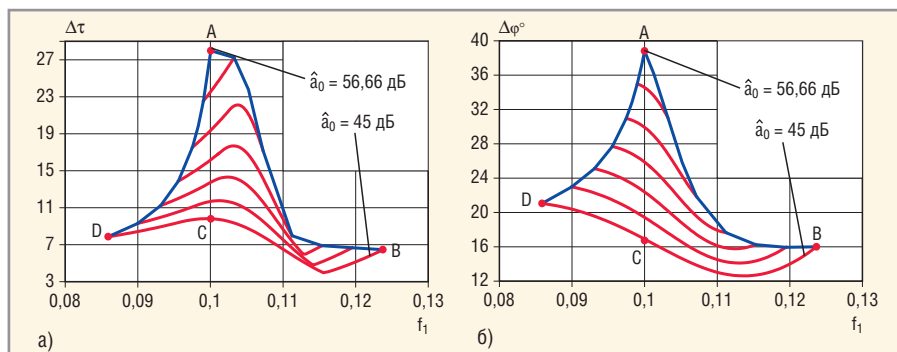 Δτ
27
23
19
15
11
7
3
0,08
0,09
0,1
0,11
0,12
0,13
f₁
A
â₀ = 56,66 дБ
â₀ = 45 дБ
D
C
B
а)
Δφ°
40
36
32
28
24
20
16
12
0,08
0,09
0,1
0,11
0,12
0,13
f₁
A
â₀ = 56,66 дБ
â₀ = 45 дБ
D
C
B
б)